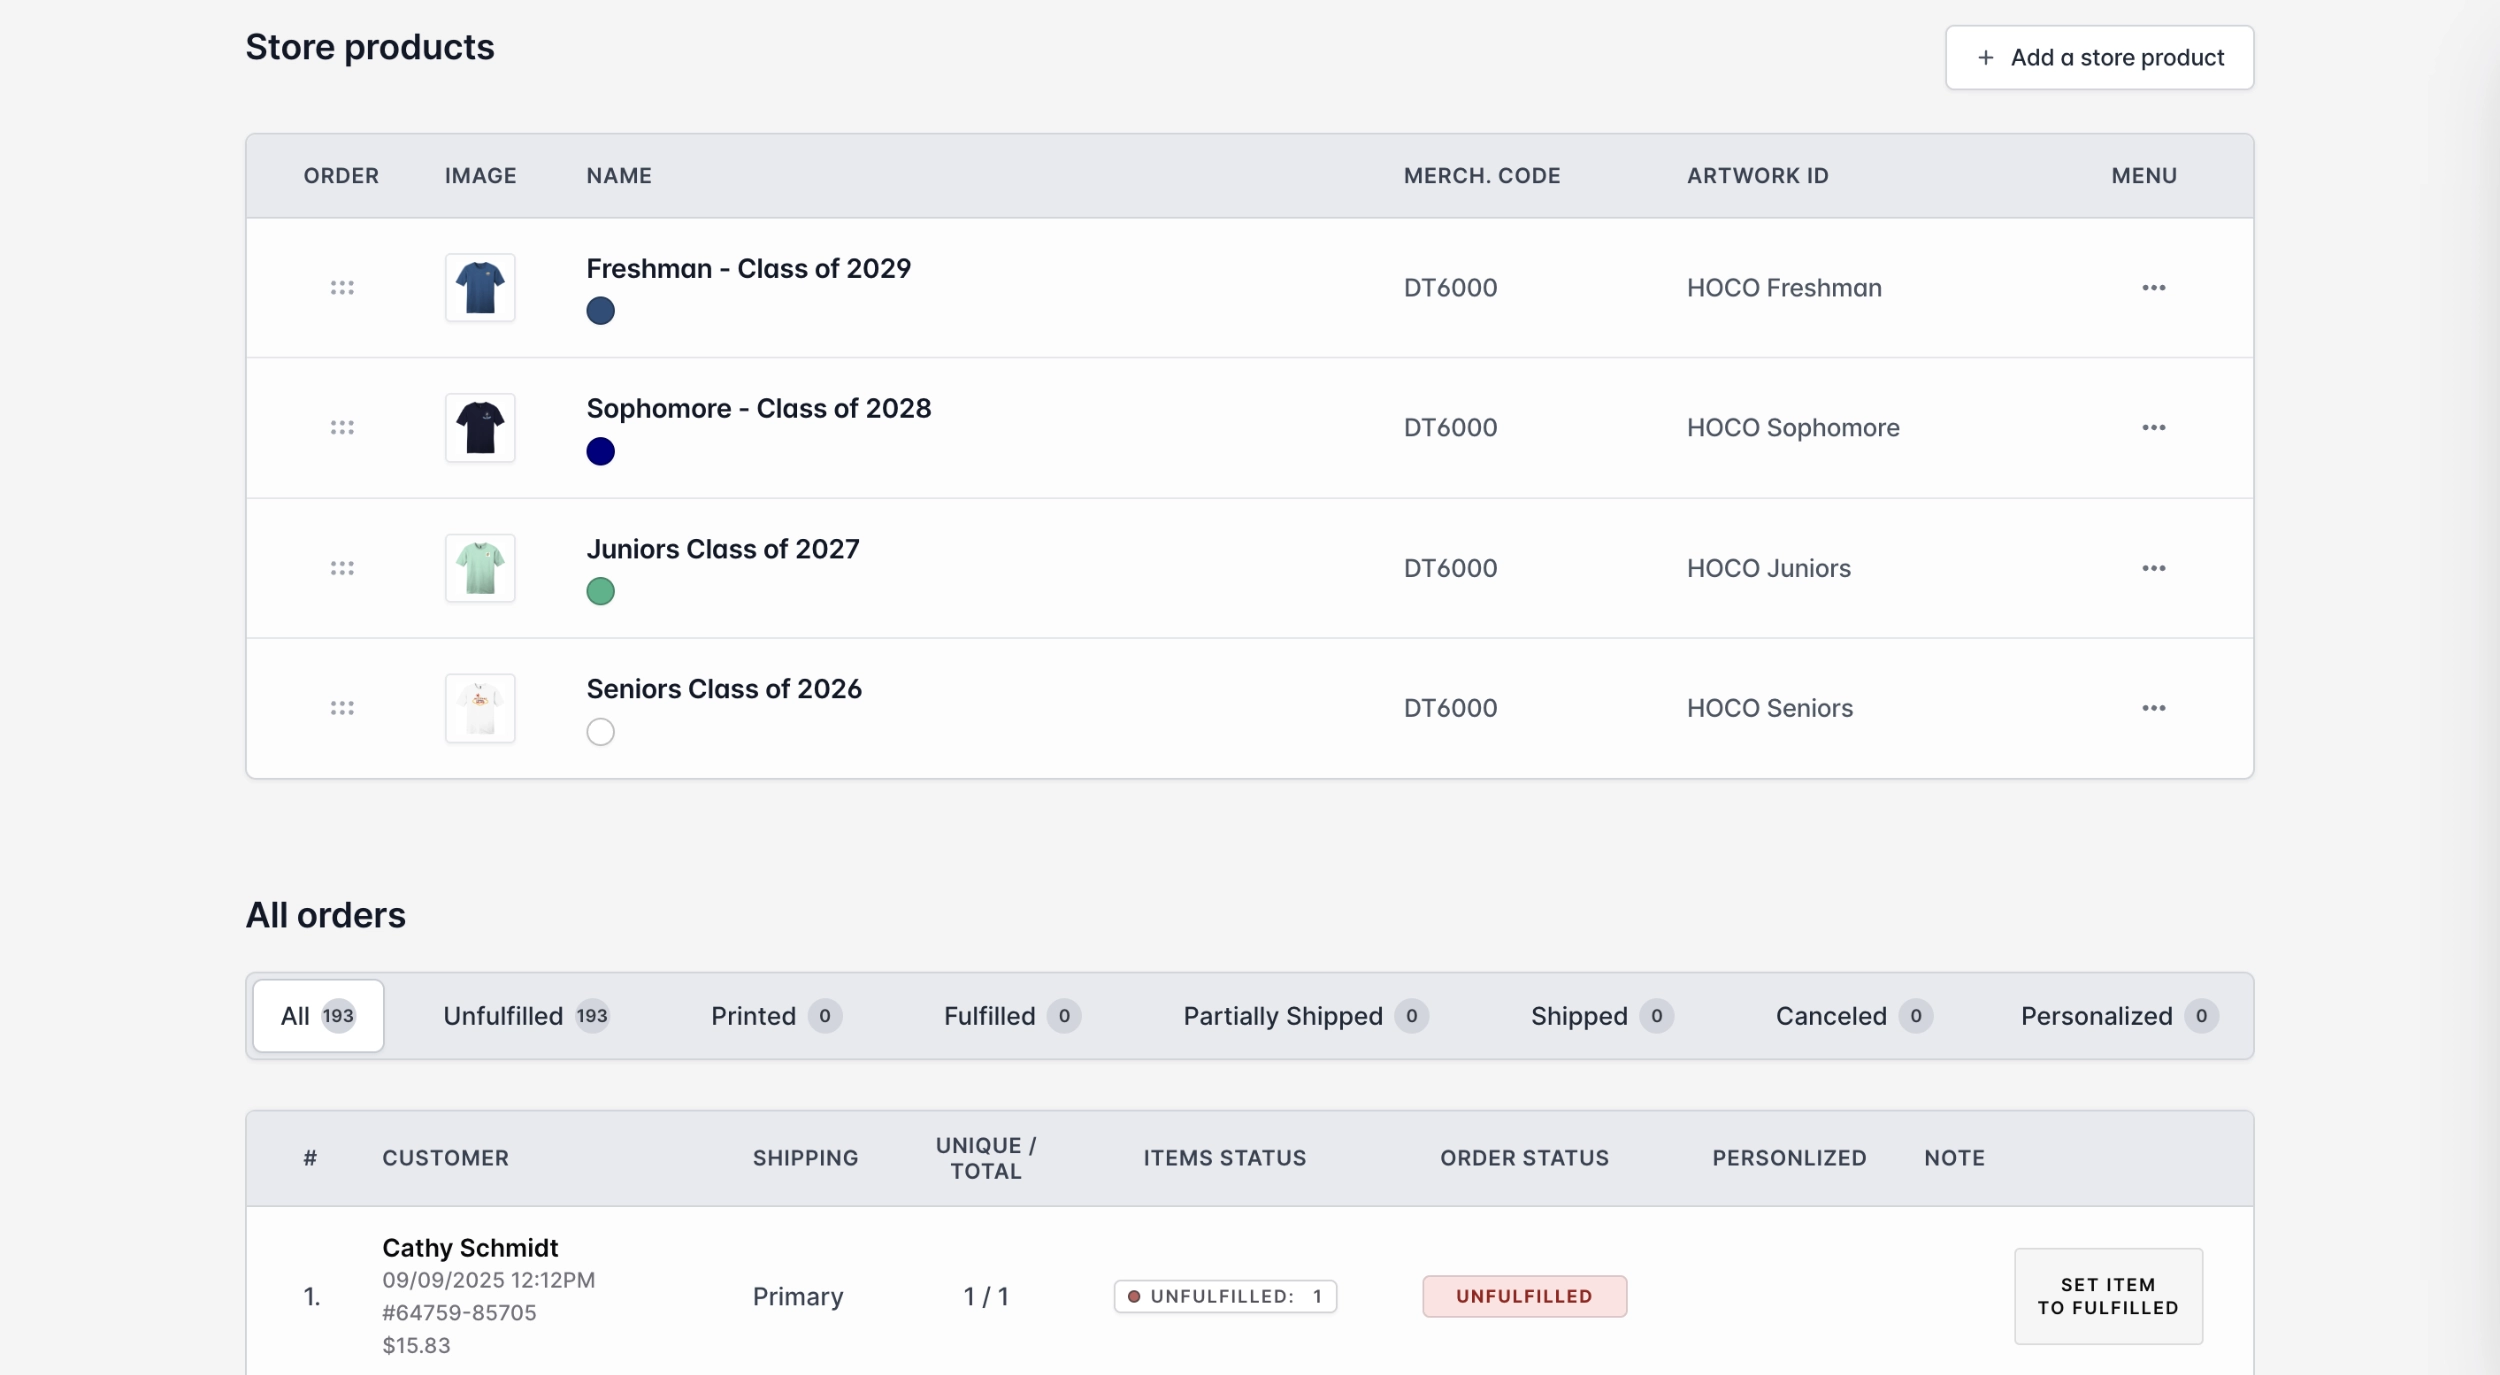 Store products
+ Add a store product
ORDER IMAGE NAME MERCH. CODE ARTWORK ID MENU
Freshman - Class of 2029
DT6000 HOCO Freshman
Sophomore - Class of 2028
DT6000 HOCO Sophomore
Juniors Class of 2027
DT6000 HOCO Juniors
Seniors Class of 2026
DT6000 HOCO Seniors
All orders
All 193 Unfulfilled 193 Printed 0 Fulfilled 0 Partially Shipped 0 Shipped 0 Canceled 0 Personalized 0
# CUSTOMER SHIPPING UNIQUE / TOTAL ITEMS STATUS ORDER STATUS PERSONLIZED NOTE
Cathy Schmidt
09/09/2025 12:12PM
#64759-85705
$15.83
1. Primary 1 / 1 UNFULFILLED: 1 UNFULFILLED
SET ITEM
TO FULFILLED